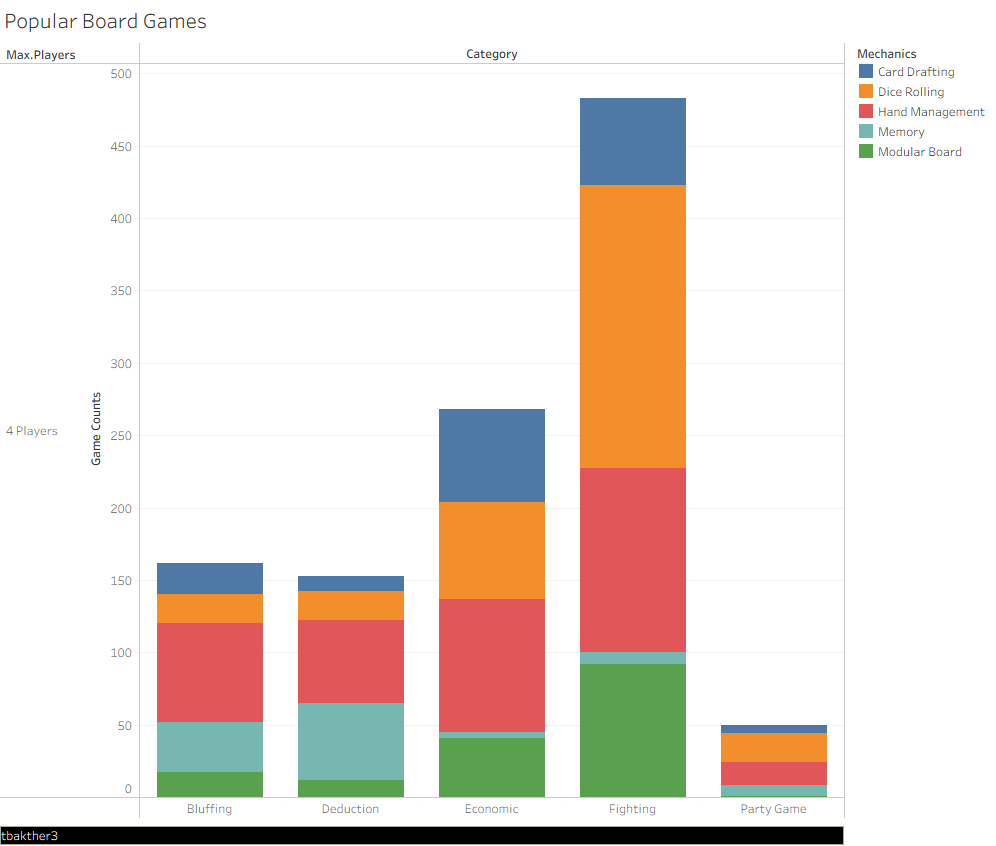 Popular Board Games
Max.Players
Category
Mechanics
Card Drafting
Dice Rolling
Hand Management
Memory
Modular Board
500
450
400
350
300
250
200
150
100
50
0
Game Counts
4 Players
Bluffing
Deduction
Economic
Fighting
Party Game
tbakther3